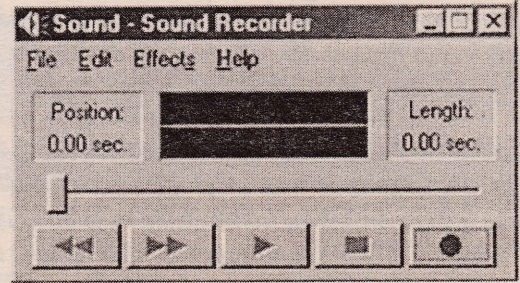 Sound - Sound Recorder
File Edit Effects Help
Position:
0.00 sec.
Length:
0.00 sec.